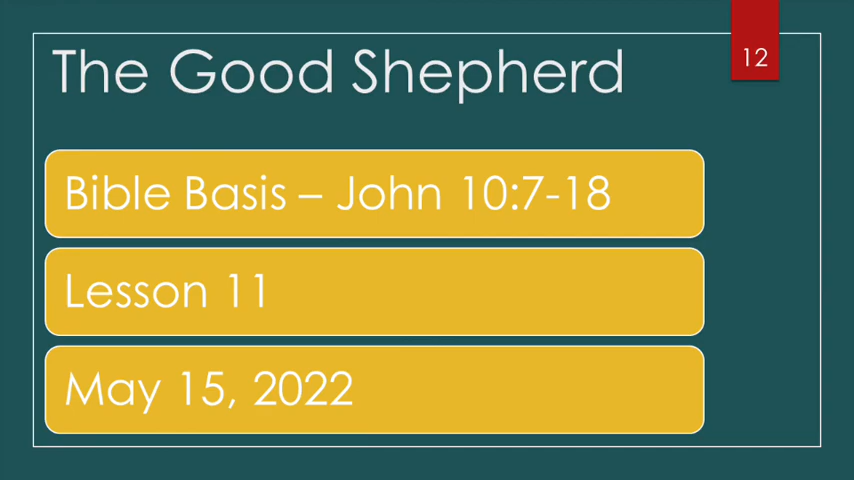 The Good Shepherd
12
Bible Basis – John 10:7-18
Lesson 11
May 15, 2022